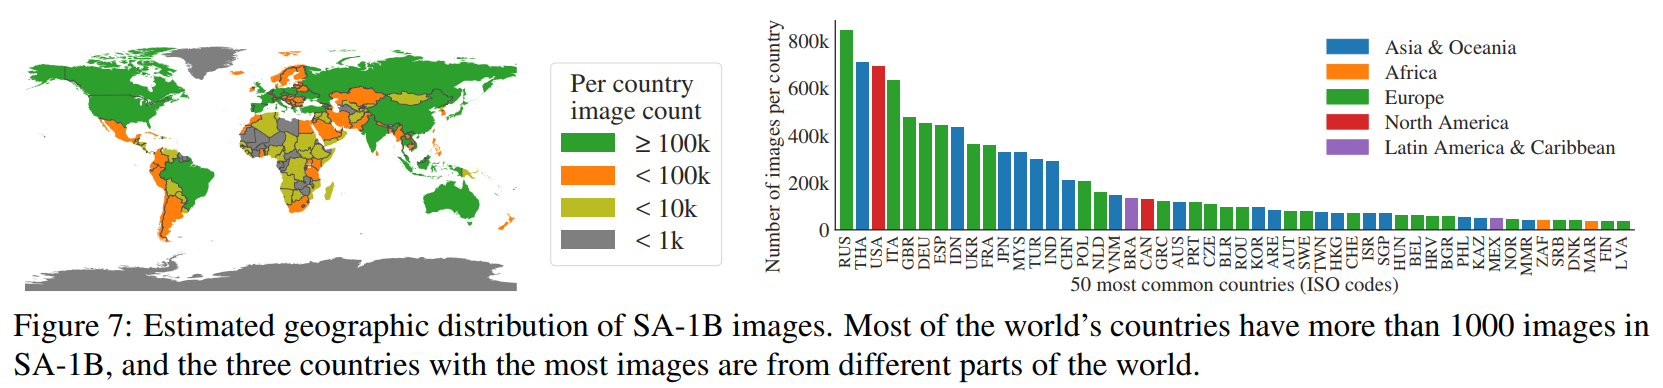 Per country
image count
≥ 100k
< 100k
< 10k
< 1k
Number of images per country
800k
600k
400k
200k
0
Asia & Oceania
Africa
Europe
North America
Latin America & Caribbean
RUS THA USA ITA GBR DEU ESP IDN UKR FRA JPN MYS TUR IND CHN POL NLD VNM BRA CAN GRC AUS PRT CZE BLR ROU KOR ARE AUT SWE TWN HKG CHE ISR SGP HUN BEL HRV BGR PHL KAZ MEX NOR MMR ZAF SRB DNK MAR FIN LVA
50 most common countries (ISO codes)
Figure 7: Estimated geographic distribution of SA-1B images. Most of the world's countries have more than 1000 images in
SA-1B, and the three countries with the most images are from different parts of the world.